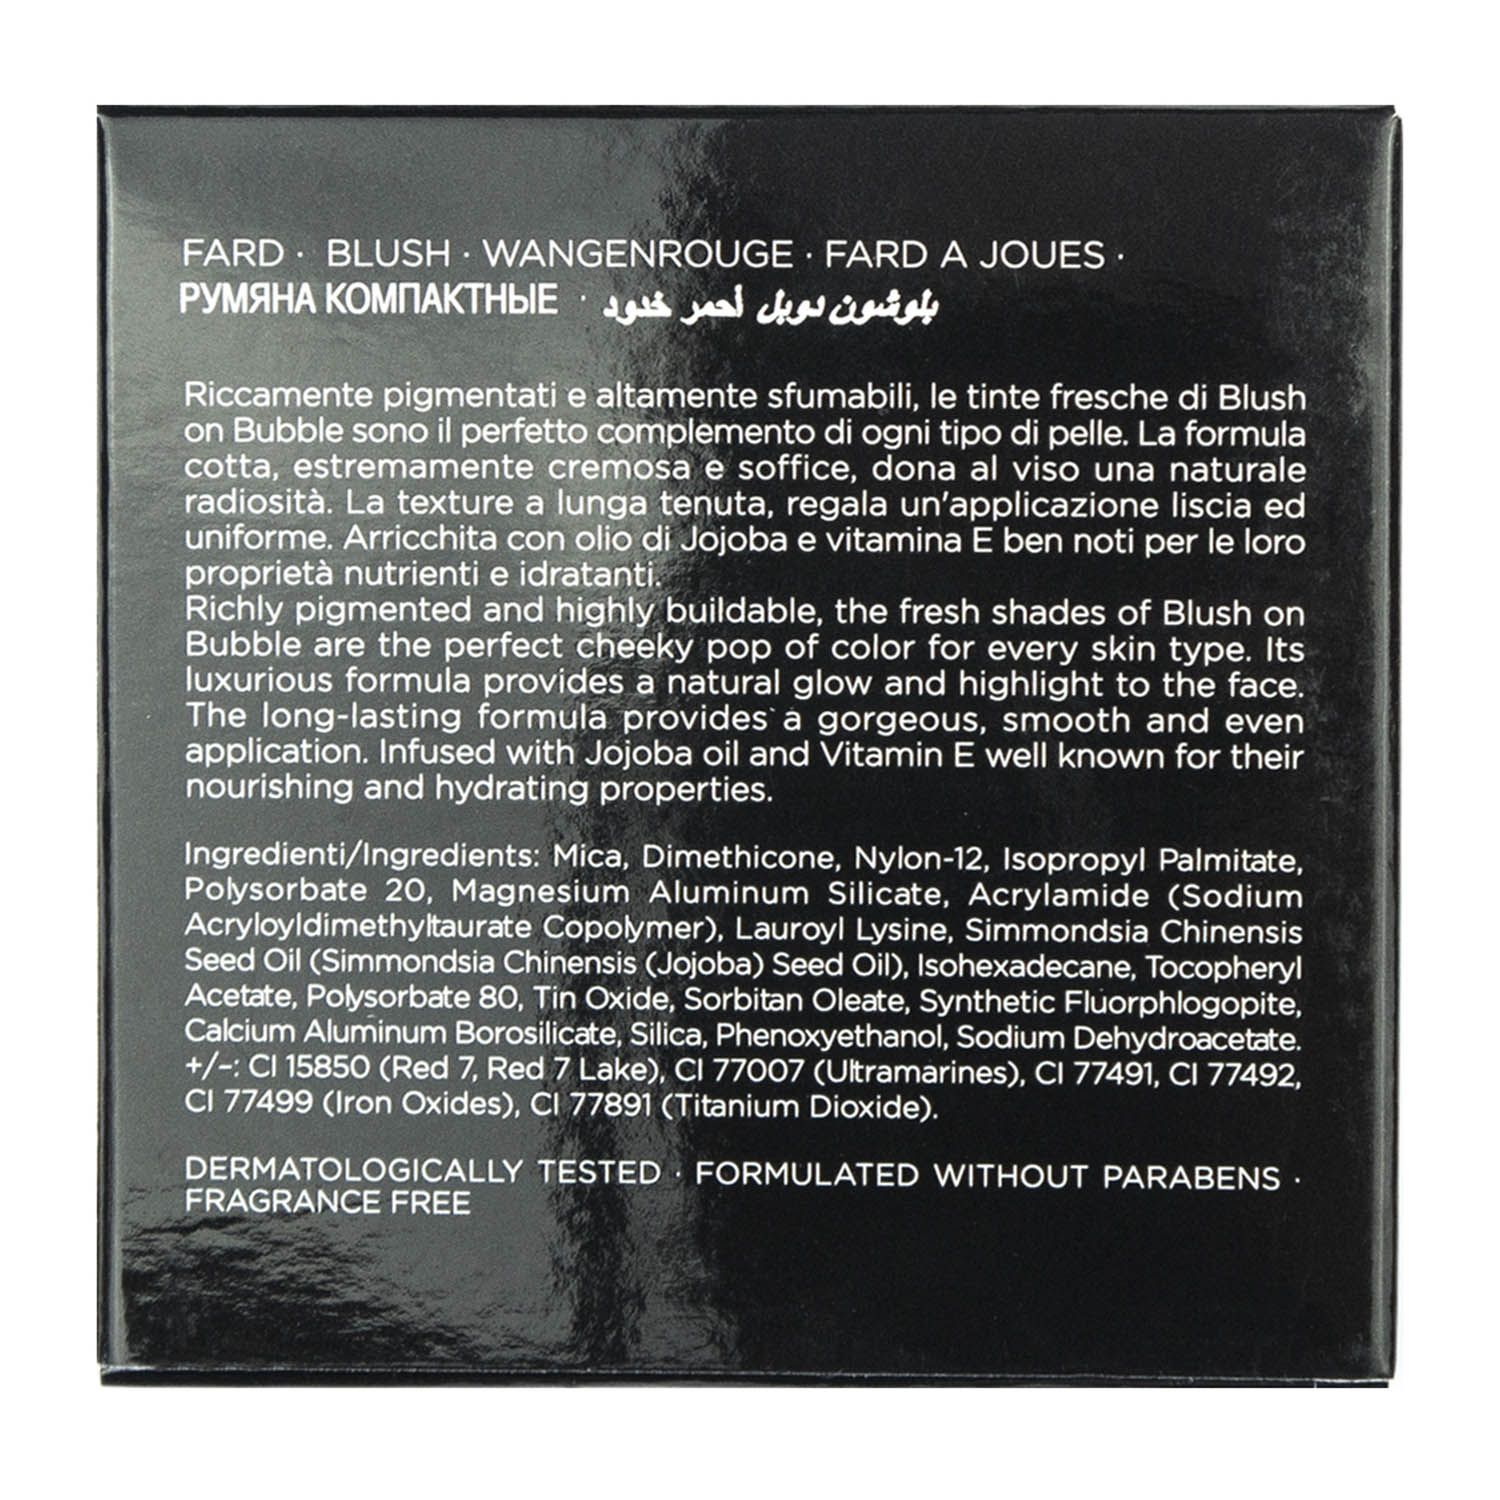 FARD · BLUSH · WANGENROUGE · FARD A JOUES ·
РУМЯНА КОМПАКТНЫЕ · بلوشون دوبل أحمر خدود
Riccamente pigmentati e altamente sfumabili, le tinte fresche di Blush
on Bubble sono il perfetto complemento di ogni tipo di pelle. La formula
cotta, estremamente cremosa e soffice, dona al viso una naturale
radiosità. La texture a lunga tenuta, regala un'applicazione liscia ed
uniforme. Arricchita con olio di Jojoba e vitamina E ben noti per le loro
proprietà nutrienti e idratanti.
Richly pigmented and highly buildable, the fresh shades of Blush on
Bubble are the perfect cheeky pop of color for every skin type. Its
luxurious formula provides a natural glow and highlight to the face.
The long-lasting formula provides a gorgeous, smooth and even
application. Infused with Jojoba oil and Vitamin E well known for their
nourishing and hydrating properties.
Ingredienti/Ingredients: Mica, Dimethicone, Nylon-12, Isopropyl Palmitate,
Polysorbate 20, Magnesium Aluminum Silicate, Acrylamide (Sodium
Acryloyldimethyltaurate Copolymer), Lauroyl Lysine, Simmondsia Chinensis
Seed Oil (Simmondsia Chinensis (Jojoba) Seed Oil), Isohexadecane, Tocopheryl
Acetate, Polysorbate 80, Tin Oxide, Sorbitan Oleate, Synthetic Fluorphlogopite,
Calcium Aluminum Borosilicate, Silica, Phenoxyethanol, Sodium Dehydroacetate.
+/-: CI 15850 (Red 7, Red 7 Lake), CI 77007 (Ultramarines), CI 77491, CI 77492,
CI 77499 (Iron Oxides), CI 77891 (Titanium Dioxide).
DERMATOLOGICALLY TESTED · FORMULATED WITHOUT PARABENS ·
FRAGRANCE FREE